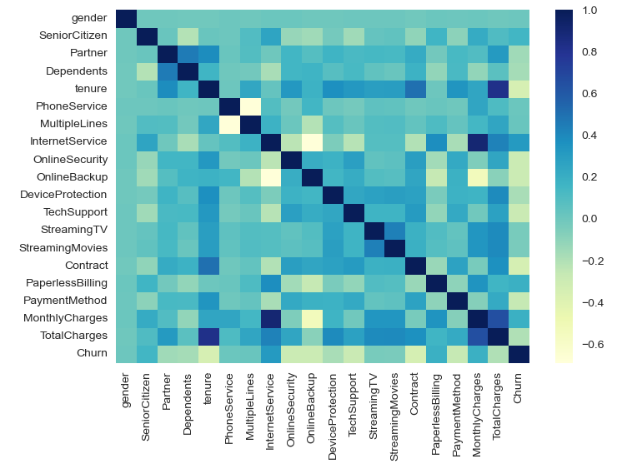 gender
SeniorCitizen
Partner
Dependents
tenure
PhoneService
MultipleLines
InternetService
OnlineSecurity
OnlineBackup
DeviceProtection
TechSupport
StreamingTV
StreamingMovies
Contract
PaperlessBilling
PaymentMethod
MonthlyCharges
TotalCharges
Churn
gender
SeniorCitizen
Partner
Dependents
tenure
PhoneService
MultipleLines
InternetService
OnlineSecurity
OnlineBackup
DeviceProtection
TechSupport
StreamingTV
StreamingMovies
Contract
PaperlessBilling
PaymentMethod
MonthlyCharges
TotalCharges
Churn
1.0
0.8
0.6
0.4
0.2
0.0
−0.2
−0.4
−0.6